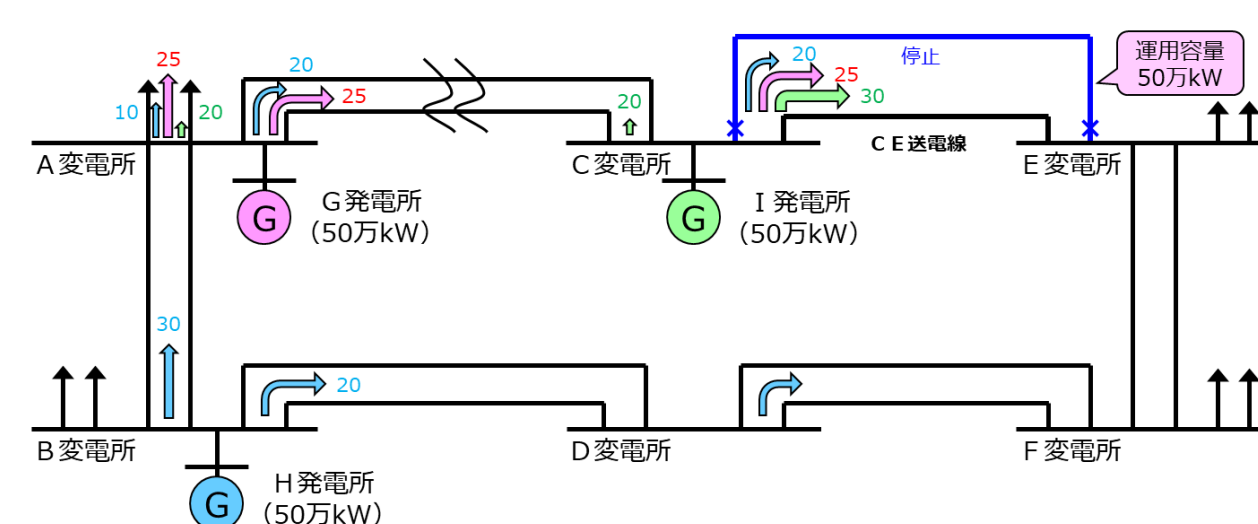 運用容量
50万kW
停止
25
10
20
20
25
20
20
25
30
CE送電線
A変電所
C変電所
E変電所
G
G発電所
(50万kW)
G
I発電所
(50万kW)
30
20
B変電所
D変電所
F変電所
G
H発電所
(50万kW)